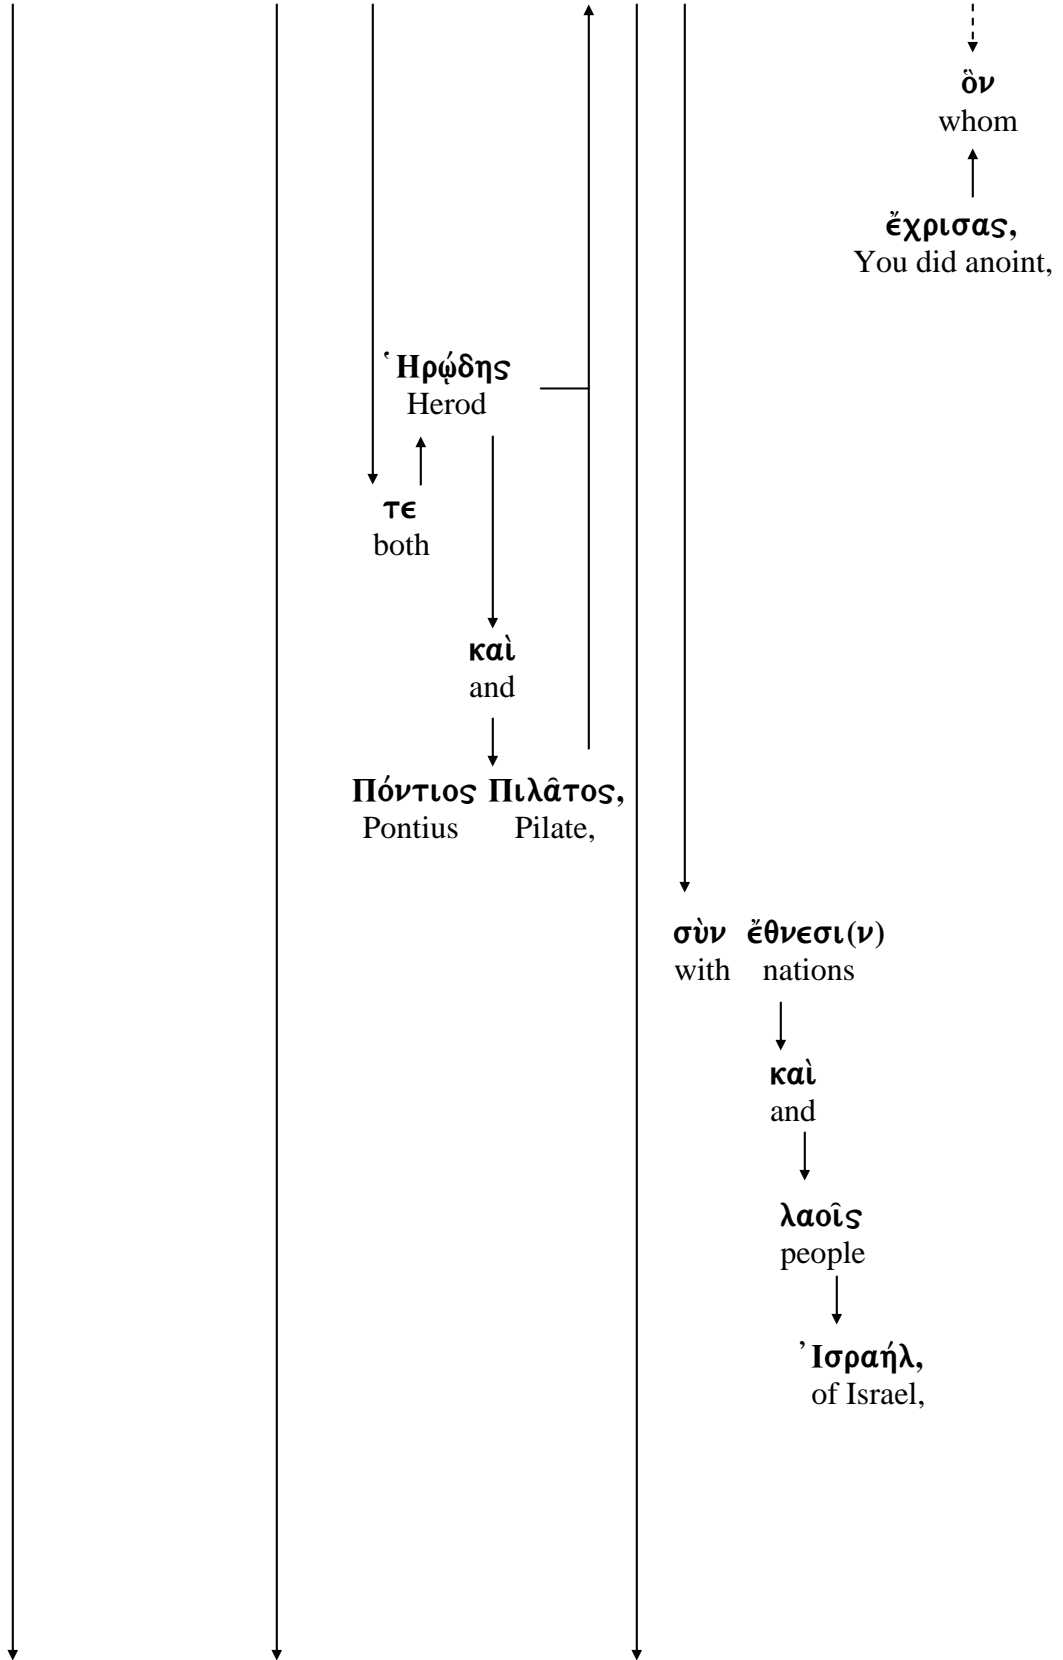 ὃν
whom
ἔχρισας,
You did anoint,
Ἡρῴδης
Herod
τε
both
καὶ
and
Πόντιος Πιλᾶτος,
Pontius Pilate,
σὺν ἔθνεσι(ν)
with nations
καὶ
and
λαοῖς
people
Ἰσραήλ,
of Israel,